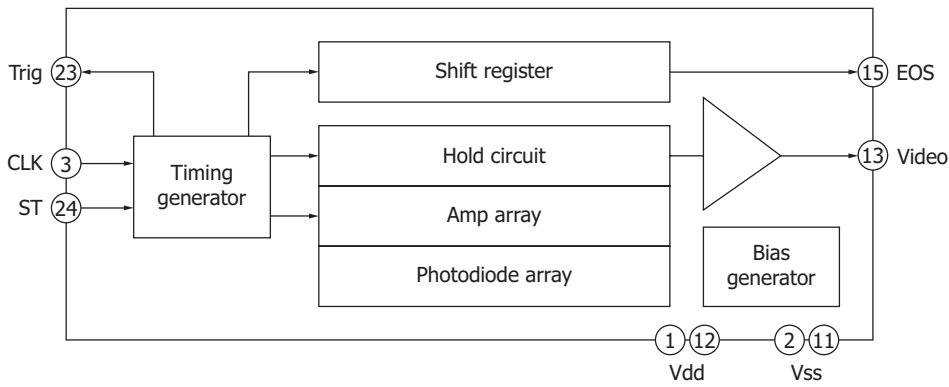 Trig 23
Shift register
15 EOS
CLK 3
Timing
generator
Hold circuit
13 Video
ST 24
Amp array
Photodiode array
Bias
generator
1 12
Vdd
2 11
Vss